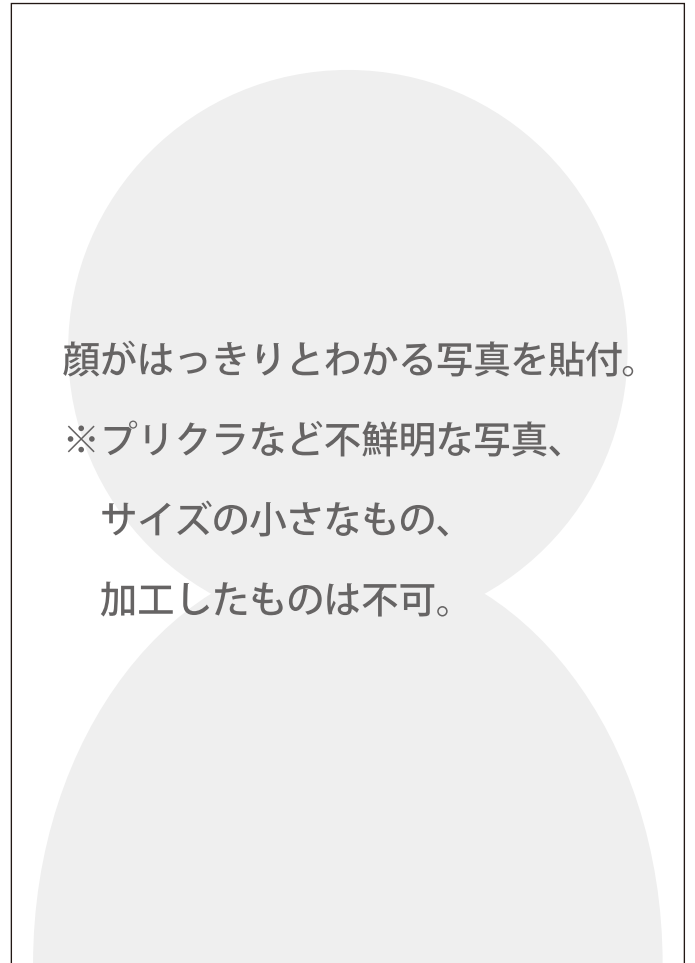 顔がはっきりとわかる写真を貼付。
※プリクラなど不鮮明な写真、
サイズの小さなもの、
加工したものは不可。